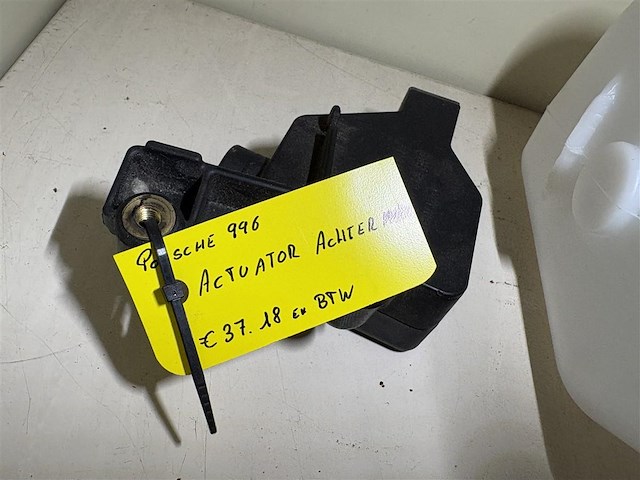 PORSCHE 996
ACTUATOR ACHTER
€ 37.18 ex BTW